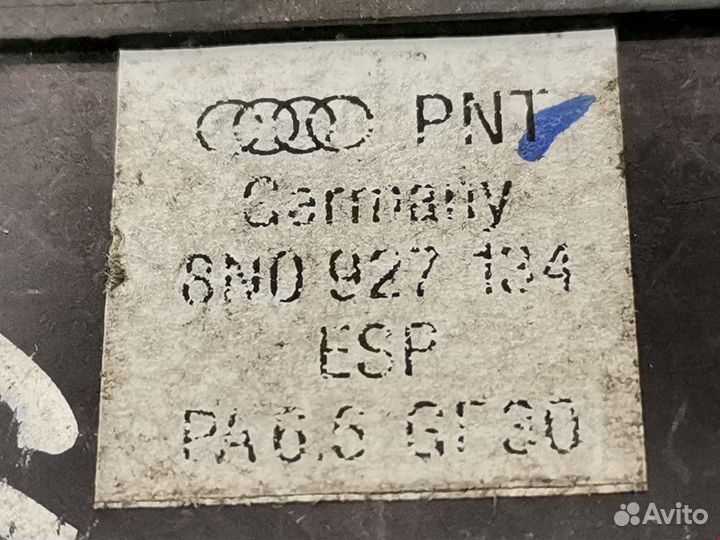 PNT
Germany
8N0 927 134
ESP
PA6.6 GF30
Avito